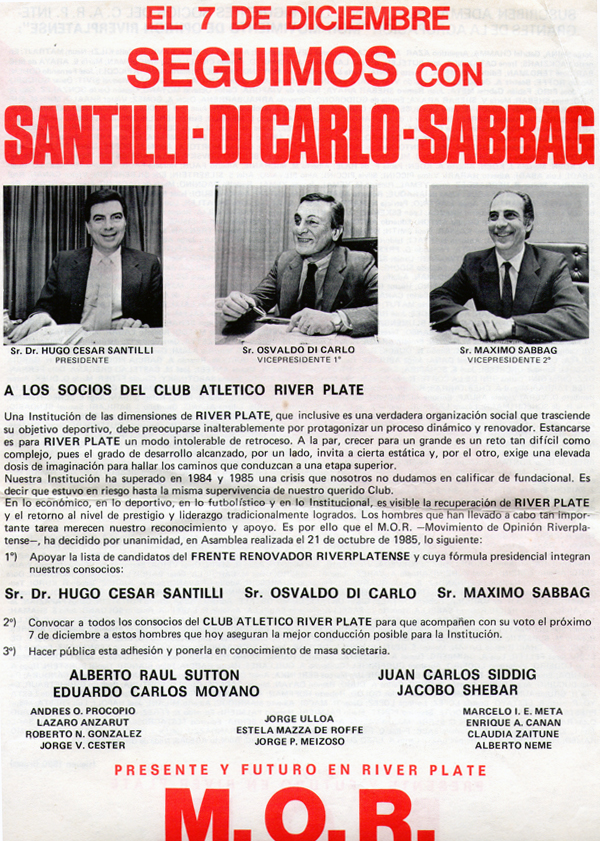 EL 7 DE DICIEMBRE
SEGUIMOS CON
SANTILLI-DI CARLO-SABBAG
Sr. Dr. HUGO CESAR SANTILLI
PRESIDENTE
Sr. OSVALDO DI CARLO
VICEPRESIDENTE 1º
Sr. MAXIMO SABBAG
VICEPRESIDENTE 2º
A LOS SOCIOS DEL CLUB ATLETICO RIVER PLATE
Una Institución de las dimensiones de RIVER PLATE, que inclusive es una verdadera organización social que trasciende
su objetivo deportivo, debe preocuparse inalterablemente por protagonizar un proceso dinámico y renovador. Estancarse
es para RIVER PLATE un modo intolerable de retroceso. A la par, crecer para un grande es un reto tan difícil como
complejo, pues el grado de desarrollo alcanzado, por un lado, invita a cierta estática y, por el otro, exige una elevada
dosis de imaginación para hallar los caminos que conduzcan a una etapa superior.
Nuestra Institución ha superado en 1984 y 1985 una crisis que nosotros no dudamos en calificar de fundacional. Es
decir que estuvo en riesgo hasta la misma supervivencia de nuestro querido Club.
En lo económico, en lo deportivo, en lo futbolístico y en lo Institucional, es visible la recuperación de RIVER PLATE
y el retorno al nivel de prestigio y liderazgo tradicionalmente logrados. Los hombres que han llevado a cabo tan impor-
tante tarea merecen nuestro reconocimiento y apoyo. Es por ello que el M.O.R. —Movimiento de Opinión Riverpla-
tense—, ha decidido por unanimidad, en Asamblea realizada el 21 de octubre de 1985, lo siguiente:
1º) Apoyar la lista de candidatos del FRENTE RENOVADOR RIVERPLATENSE y cuya fórmula presidencial integran
nuestros consocios:
Sr. Dr. HUGO CESAR SANTILLI Sr. OSVALDO DI CARLO Sr. MAXIMO SABBAG
2º) Convocar a todos los consocios del CLUB ATLETICO RIVER PLATE para que acompañen con su voto el próximo
7 de diciembre a estos hombres que hoy aseguran la mejor conducción posible para la Institución.
3º) Hacer pública esta adhesión y ponerla en conocimiento de masa societaria.
ALBERTO RAUL SUTTON
EDUARDO CARLOS MOYANO
JUAN CARLOS SIDDIG
JACOBO SHEBAR
ANDRES O. PROCOPIO
LAZARO ANZARUT
ROBERTO N. GONZALEZ
JORGE V. CESTER
JORGE ULLOA
ESTELA MAZZA DE ROFFE
JORGE P. MEIZOSO
MARCELO I. E. META
ENRIQUE A. CANAN
CLAUDIA ZAITUNE
ALBERTO NEME
PRESENTE Y FUTURO EN RIVER PLATE
M.O.R.